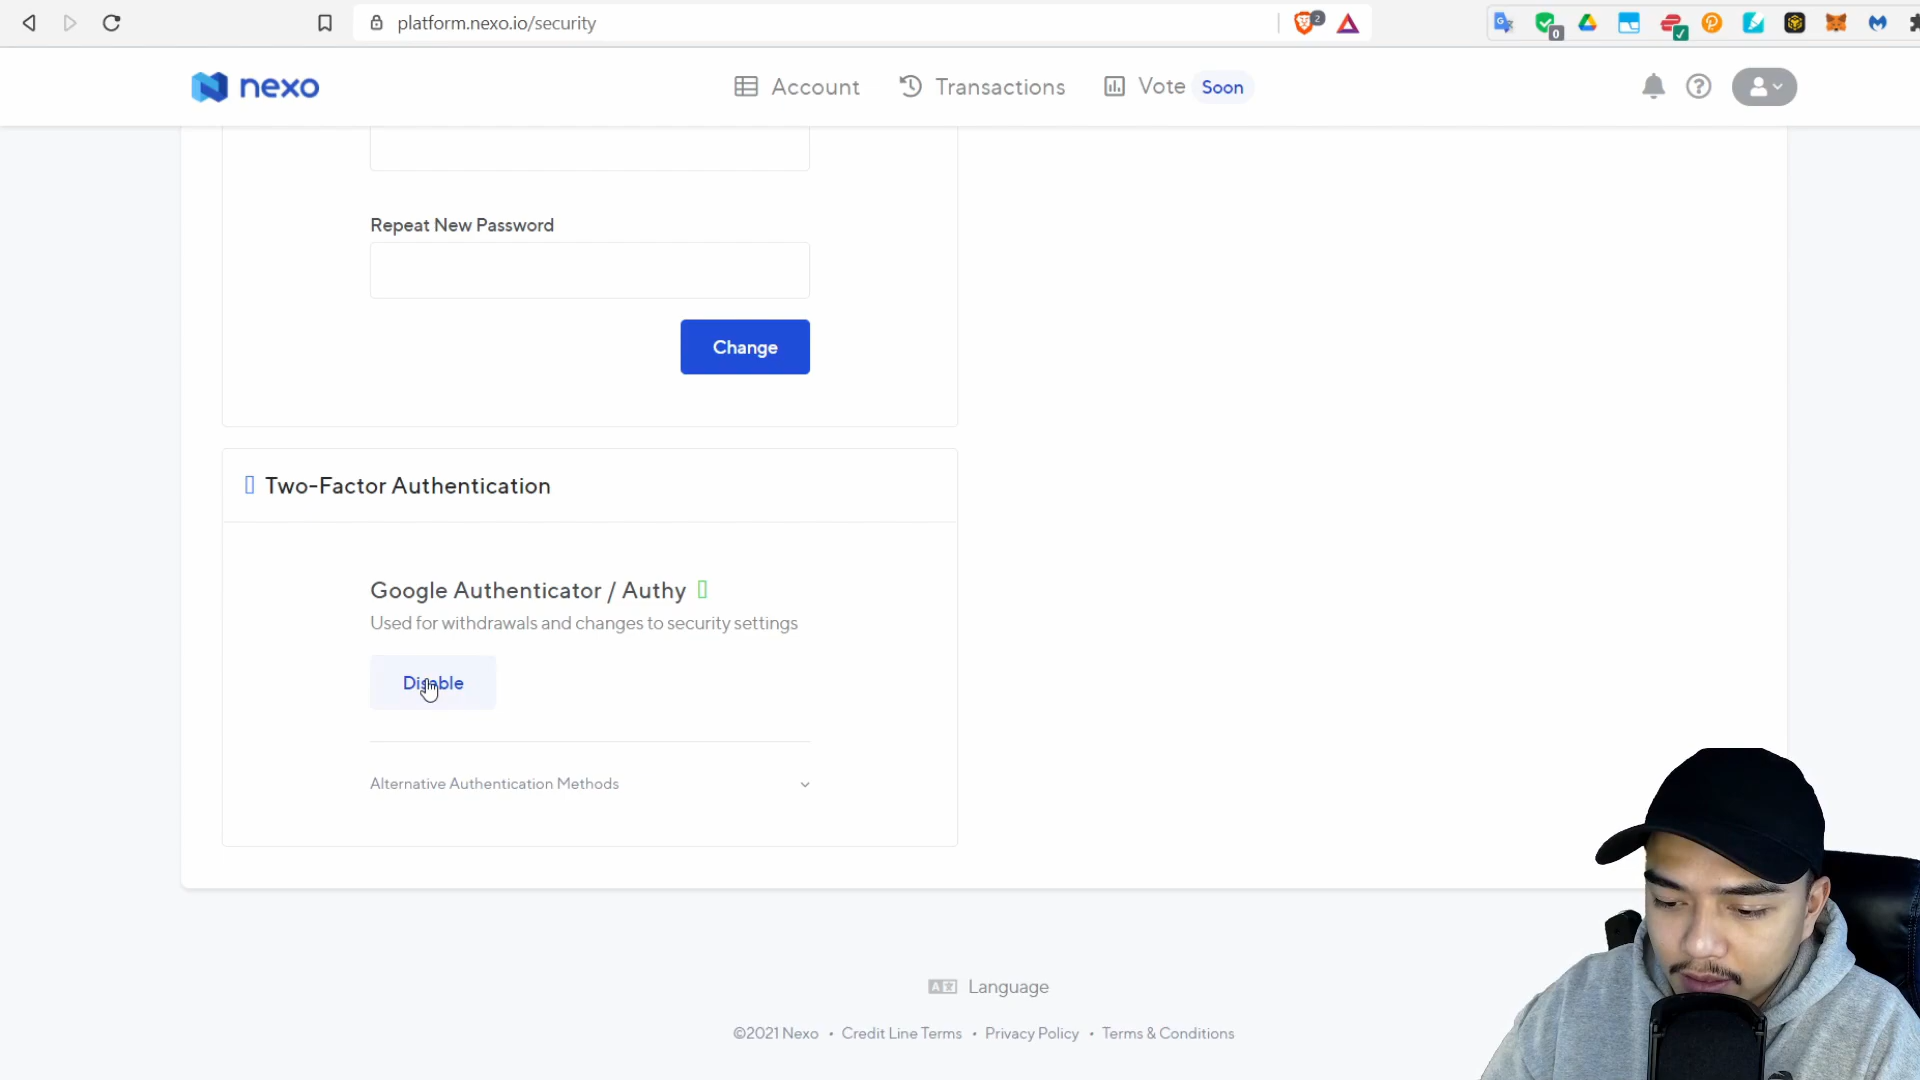 platform.nexo.io/security
2
0
nexo
Account
Transactions
Vote
Soon
Repeat New Password
Change
Two-Factor Authentication
Google Authenticator / Authy
Used for withdrawals and changes to security settings
Disable
Alternative Authentication Methods
Language
©2021 Nexo • Credit Line Terms • Privacy Policy • Terms & Conditions